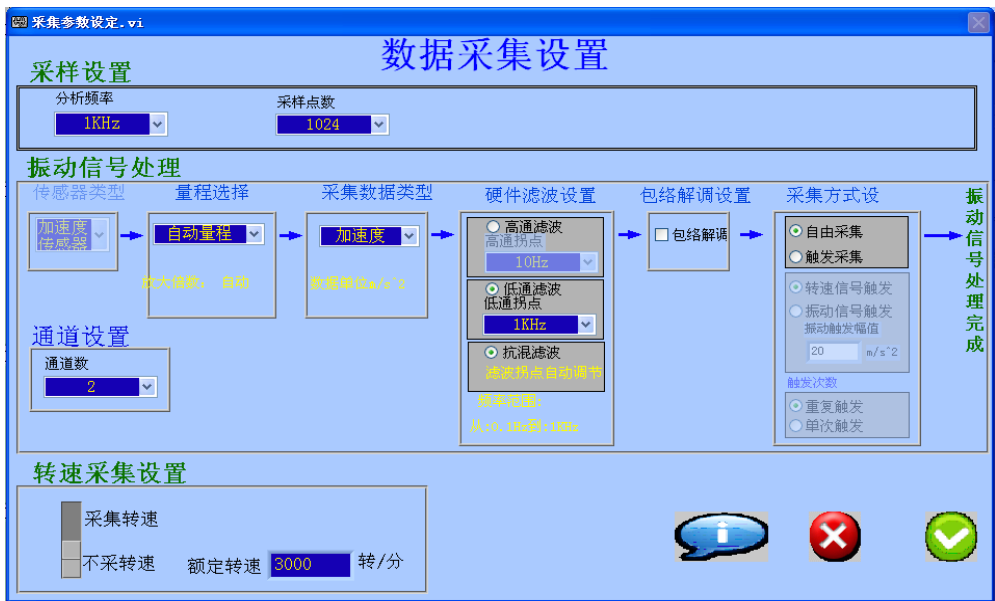 采集参数设定.vi
数据采集设置
采样设置
分析频率
采样点数
1KHz
1024
振动信号处理
传感器类型
量程选择
采集数据类型
硬件滤波设置
包络解调设置
采集方式设
加速度
传感器
自动量程
放大倍数: 自动
加速度
数据单位m/s^2
高通滤波
高通拐点
10Hz
低通滤波
低通拐点
1KHz
抗混滤波
滤波拐点自动调节
频率范围:
从:0.1Hz到:1KHz
包络解调
自由采集
触发采集
转速信号触发
振动信号触发
振动触发幅值
20 m/s^2
触发次数
重复触发
单次触发
振动信号处理完成
通道设置
通道数
2
转速采集设置
采集转速
不采转速
额定转速 3000 转/分